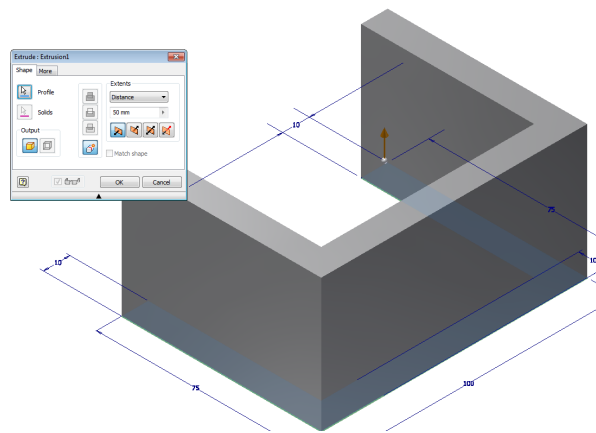 Extrude : Extrusion1
Shape More
Profile
Solids
Output
Extents
Distance
50 mm
Match shape
OK Cancel
10
75
10
10
75
100